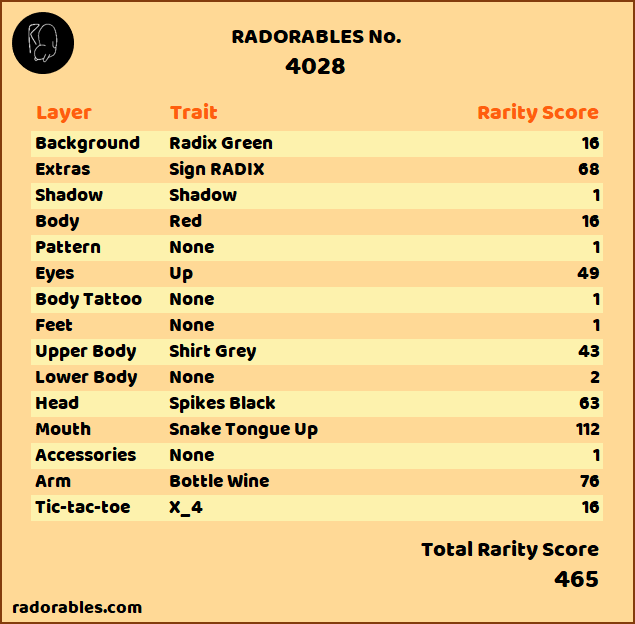 RADORABLES No.
4028
Layer Trait Rarity Score
Background Radix Green 16
Extras Sign RADIX 68
Shadow Shadow 1
Body Red 16
Pattern None 1
Eyes Up 49
Body Tattoo None 1
Feet None 1
Upper Body Shirt Grey 43
Lower Body None 2
Head Spikes Black 63
Mouth Snake Tongue Up 112
Accessories None 1
Arm Bottle Wine 76
Tic-tac-toe X_4 16
Total Rarity Score
465
radorables.com